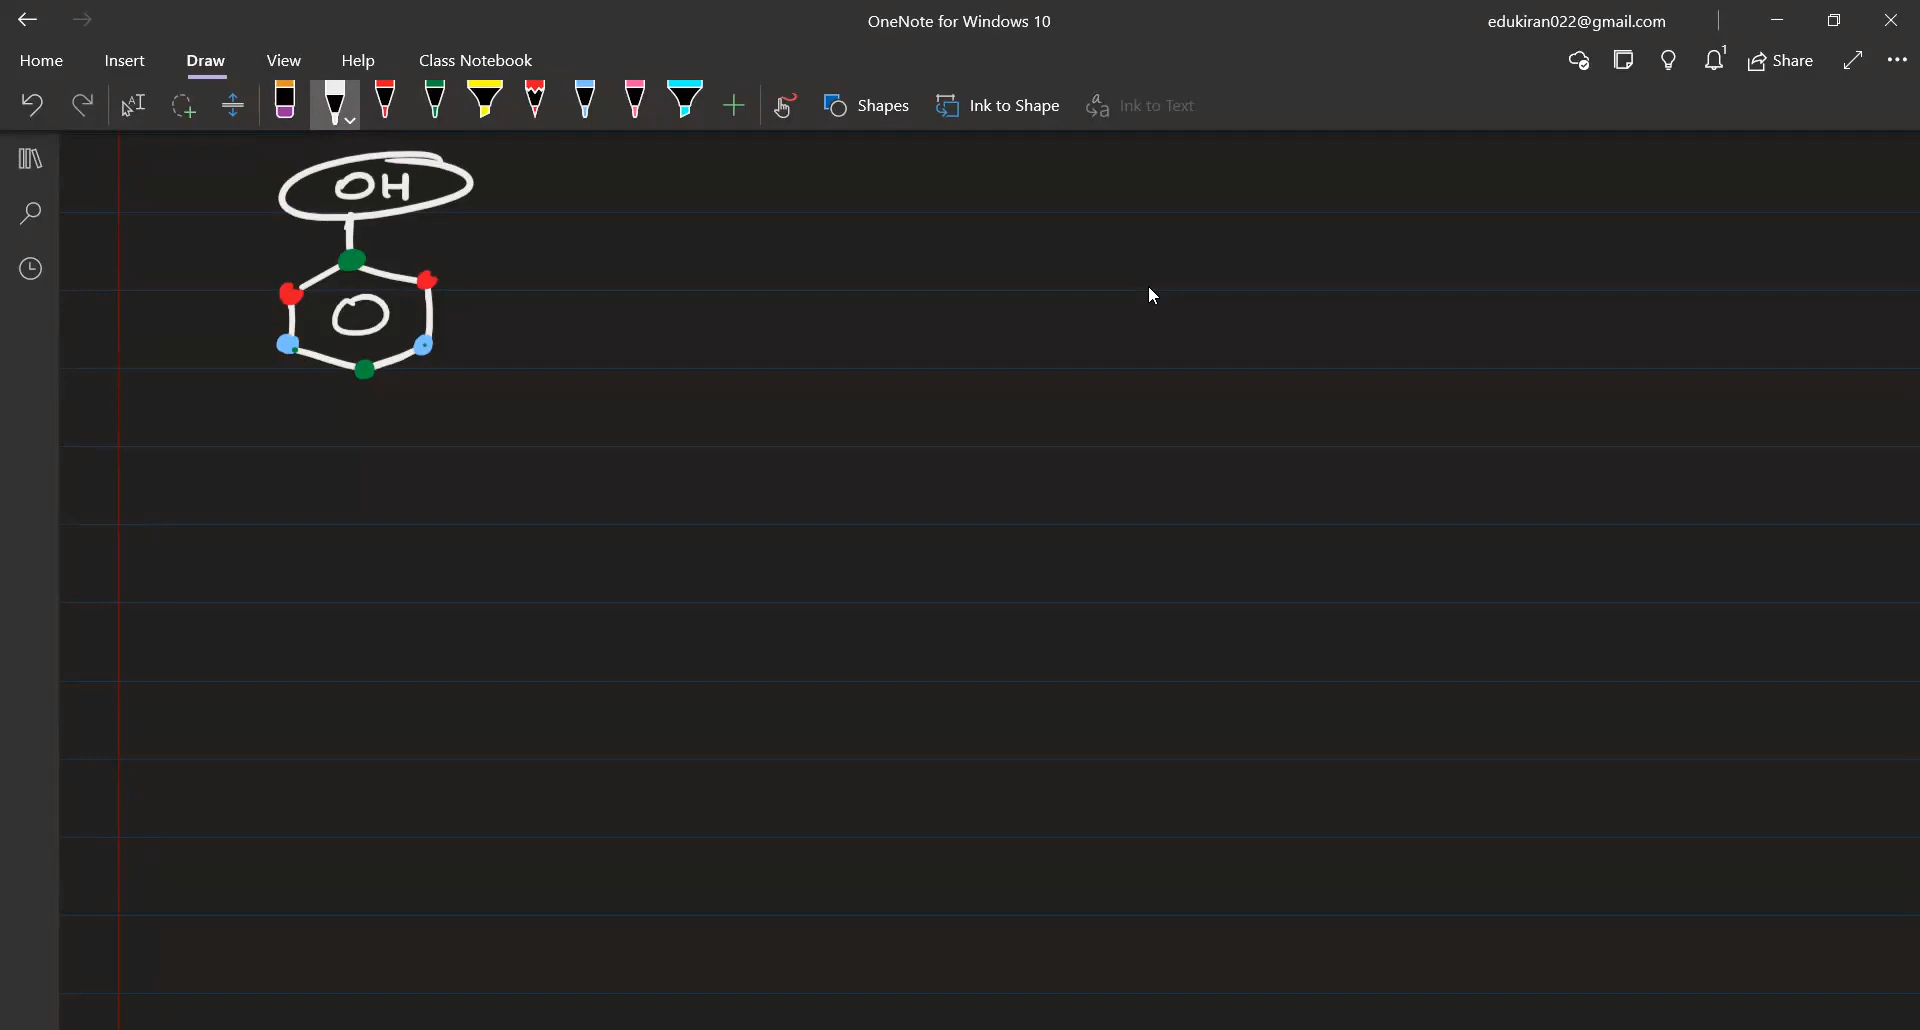 OneNote for Windows 10
edukiran022@gmail.com
Home Insert Draw View Help Class Notebook
1
Share
Shapes Ink to Shape Ink to Text
OH